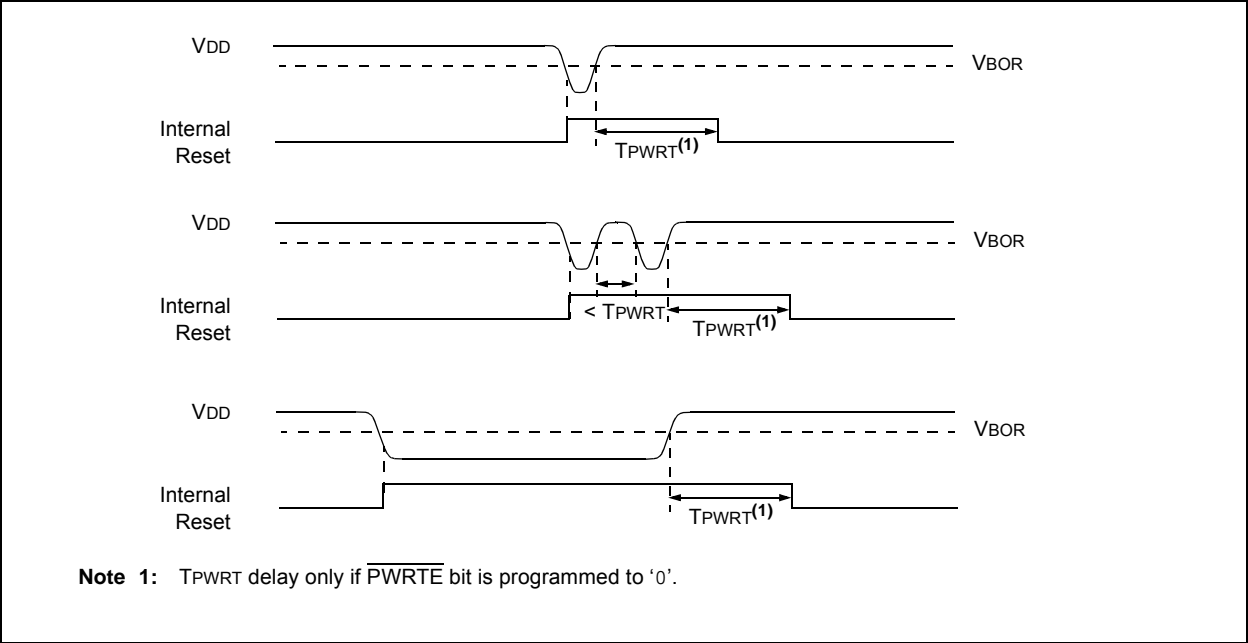 VDD
VBOR
Internal
Reset
TPWRT(1)
VDD
VBOR
Internal
Reset
< TPWRT
TPWRT(1)
VDD
VBOR
Internal
Reset
TPWRT(1)
Note 1: TPWRT delay only if PWRTE bit is programmed to ‘0’.